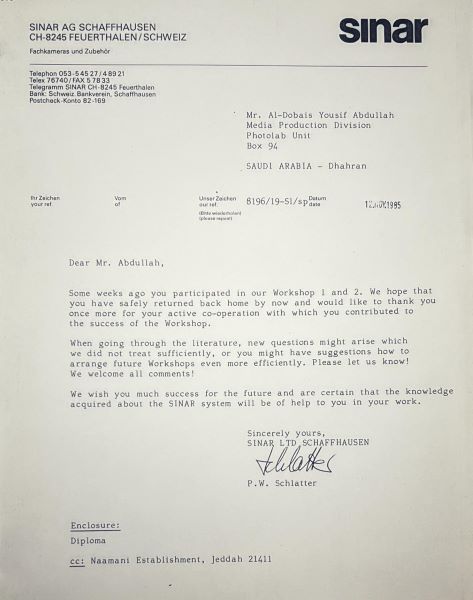 SINAR AG SCHAFFHAUSEN
CH-8245 FEUERTHALEN/SCHWEIZ
sinar
Fachkameras und Zubehör
Telephon 053-5 45 27 / 4 89 21
Telex 76740 / FAX 5 78 33
Telegramm SINAR CH-8245 Feuerthalen
Bank: Schweiz. Bankverein, Schaffhausen
Postcheck-Konto 82-169
Mr. Al-Dobais Yousif Abdullah
Media Production Division
Photolab Unit
Box 94
SAUDI ARABIA - Dhahran
Ihr Zeichen
your ref.
Vom
of
Unser Zeichen
our ref.
(Bitte wiederholen)
(please repeat)
8196/19-SI/sp
Datum
date
1985
Dear Mr. Abdullah,
Some weeks ago you participated in our Workshop 1 and 2. We hope that
you have safely returned back home by now and would like to thank you
once more for your active co-operation with which you contributed to
the success of the Workshop.
When going through the literature, new questions might arise which
we did not treat sufficiently, or you might have suggestions how to
arrange future Workshops even more efficiently. Please let us know!
We welcome all comments!
We wish you much success for the future and are certain that the knowledge
acquired about the SINAR system will be of help to you in your work.
Sincerely yours,
SINAR LTD SCHAFFHAUSEN
Schlatter
P.W. Schlatter
Enclosure:
Diploma
cc: Naamani Establishment, Jeddah 21411